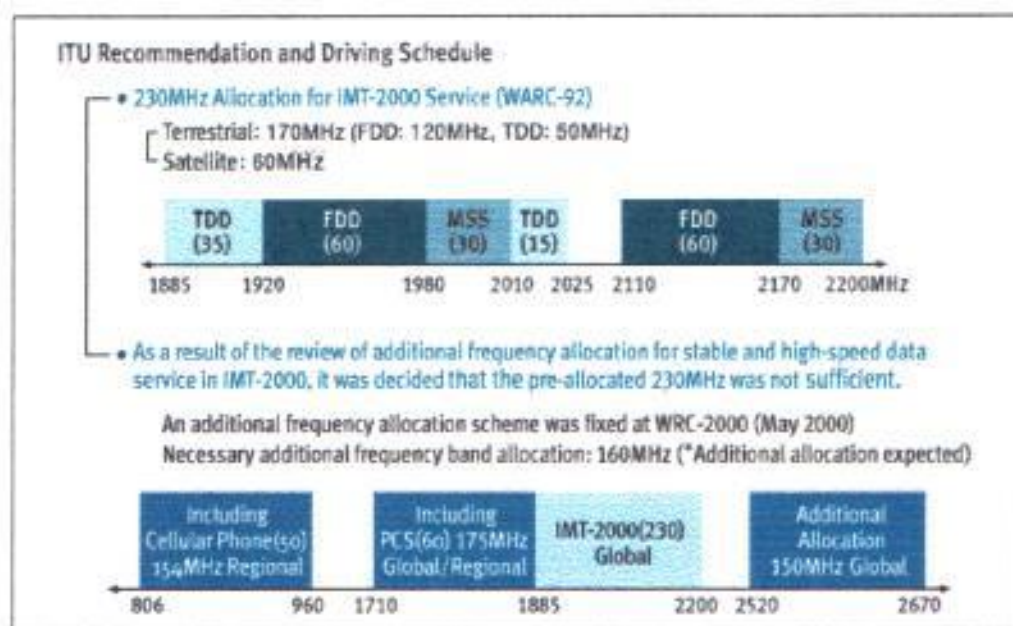 ITU Recommendation and Driving Schedule
• 230MHz Allocation for IMT-2000 Service (WARC-92)
Terrestrial: 170MHz (FDD: 120MHz, TDD: 50MHz)
Satellite: 60MHz
TDD FDD MSS TDD FDD MSS
(35) (60) (30) (15) (60) (30)
1885 1920 1980 2010 2025 2110 2170 2200MHz
• As a result of the review of additional frequency allocation for stable and high-speed data
service in IMT-2000, it was decided that the pre-allocated 230MHz was not sufficient.
An additional frequency allocation scheme was fixed at WRC-2000 (May 2000)
Necessary additional frequency band allocation: 160MHz (*Additional allocation expected)
Including
Cellular Phone(50)
154MHz Regional
Including
PCS(60) 175MHz
Global/Regional
IMT-2000(230)
Global
Additional
Allocation
150MHz Global
806 960 1710 1885 2200 2520 2670